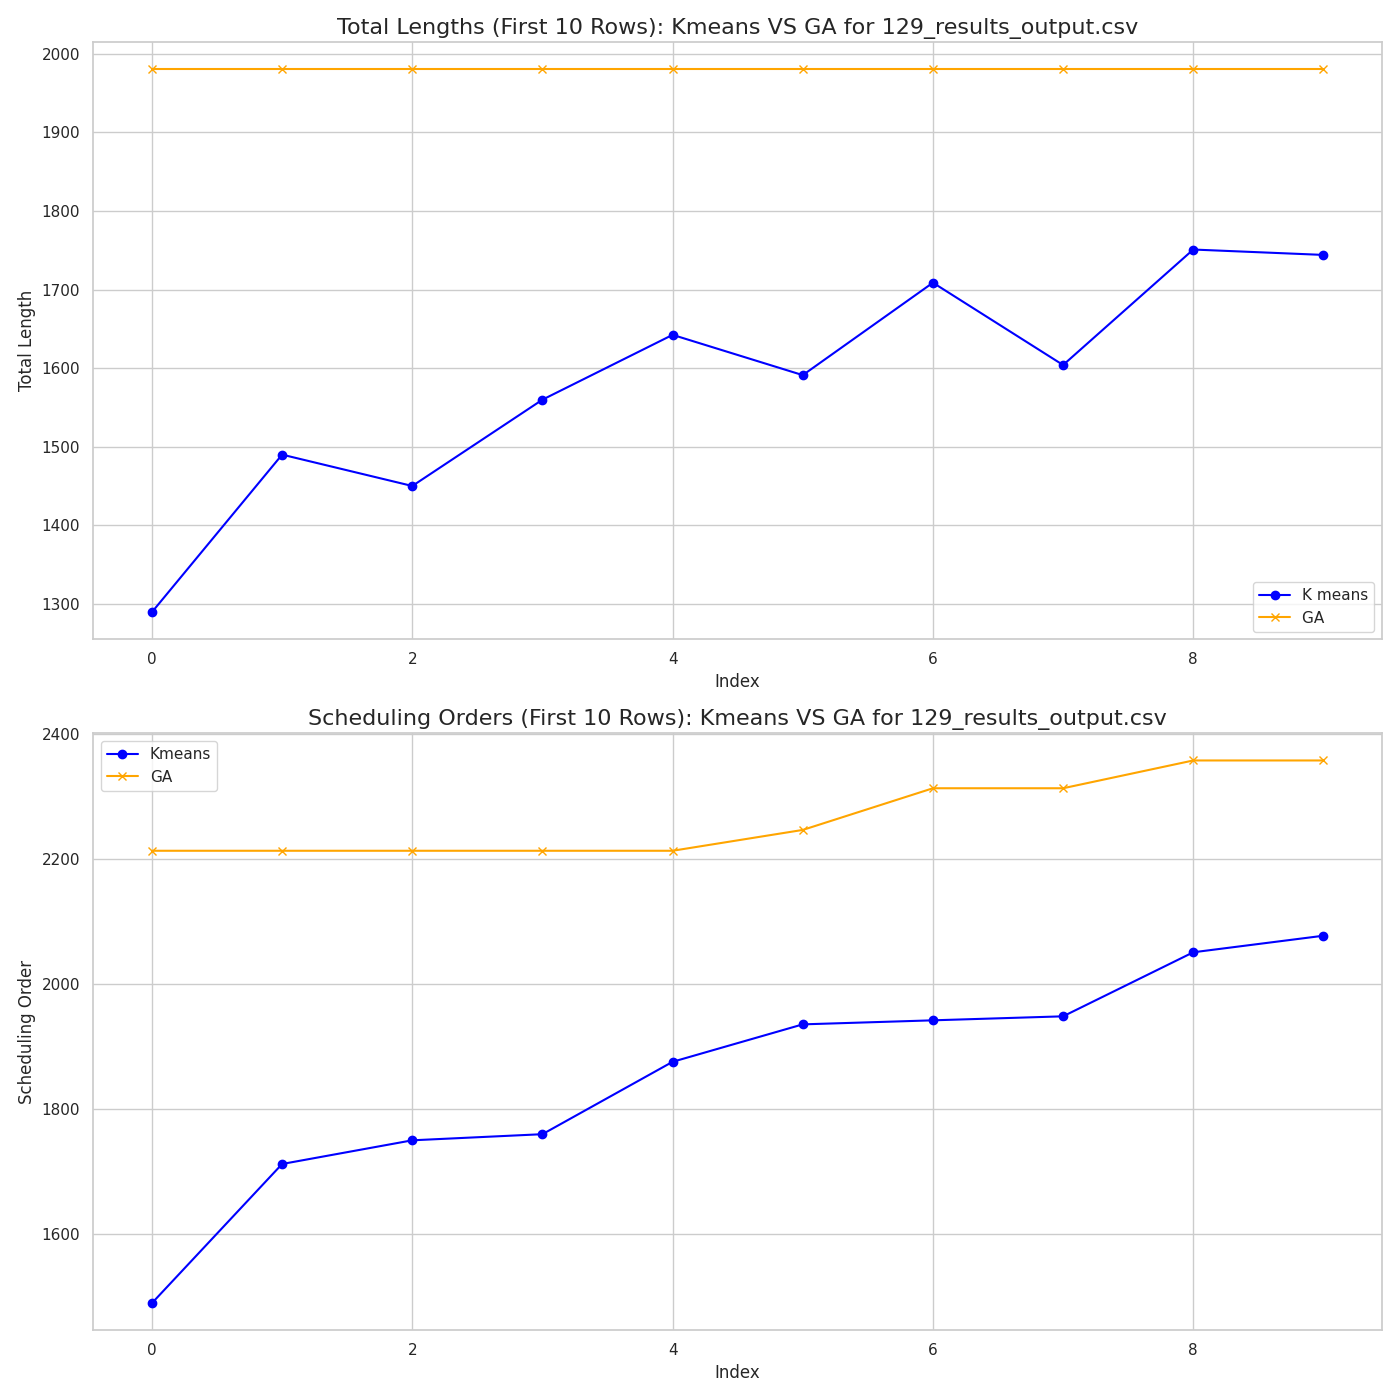 Total Lengths (First 10 Rows): Kmeans VS GA for 129_results_output.csv
2000
1900
1800
1700
1600
1500
1400
1300
Total Length
K means
GA
0 2 4 6 8
Index
Scheduling Orders (First 10 Rows): Kmeans VS GA for 129_results_output.csv
2400
2200
2000
1800
1600
Scheduling Order
Kmeans
GA
0 2 4 6 8
Index